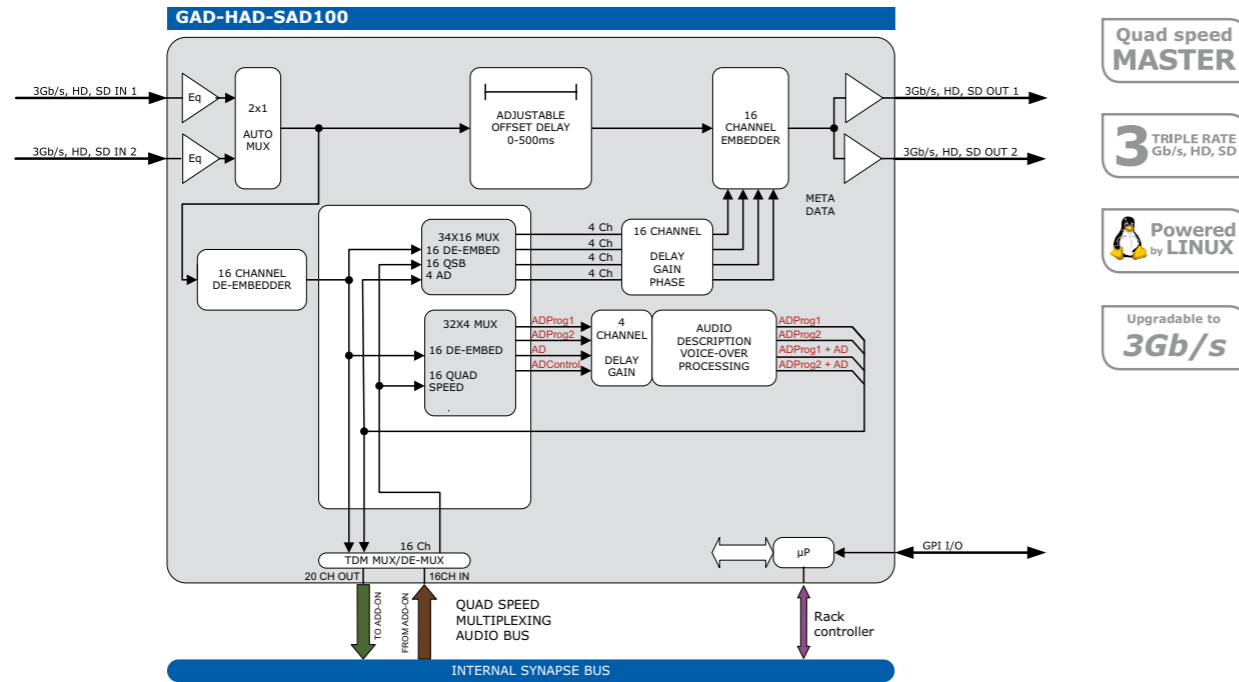 GAD-HAD-SAD100
3Gb/s, HD, SD IN 1
3Gb/s, HD, SD IN 2
Eq
Eq
2x1
AUTO
MUX
ADJUSTABLE
OFFSET DELAY
0-500ms
16
CHANNEL
EMBEDDER
3Gb/s, HD, SD OUT 1
3Gb/s, HD, SD OUT 2
META
DATA
16 CHANNEL
DE-EMBEDDER
34X16 MUX
16 DE-EMBED
16 QSB
4 AD
4 Ch
4 Ch
4 Ch
4 Ch
16 CHANNEL
DELAY
GAIN
PHASE
32X4 MUX
16 DE-EMBED
16 QUAD
SPEED
.
ADProg1
ADProg2
AD
ADControl
4
CHANNEL
DELAY
GAIN
AUDIO
DESCRIPTION
VOICE-OVER
PROCESSING
ADProg1
ADProg2
ADProg1 + AD
ADProg2 + AD
16 Ch
TDM MUX/DE-MUX
20 CH OUT
16CH IN
TO ADD-ON
FROM ADD-ON
QUAD SPEED
MULTIPLEXING
AUDIO BUS
µP
GPI I/O
Rack
controller
INTERNAL SYNAPSE BUS
Quad speed
MASTER
3 TRIPLE RATE
Gb/s, HD, SD
Powered
by LINUX
Upgradable to
3Gb/s